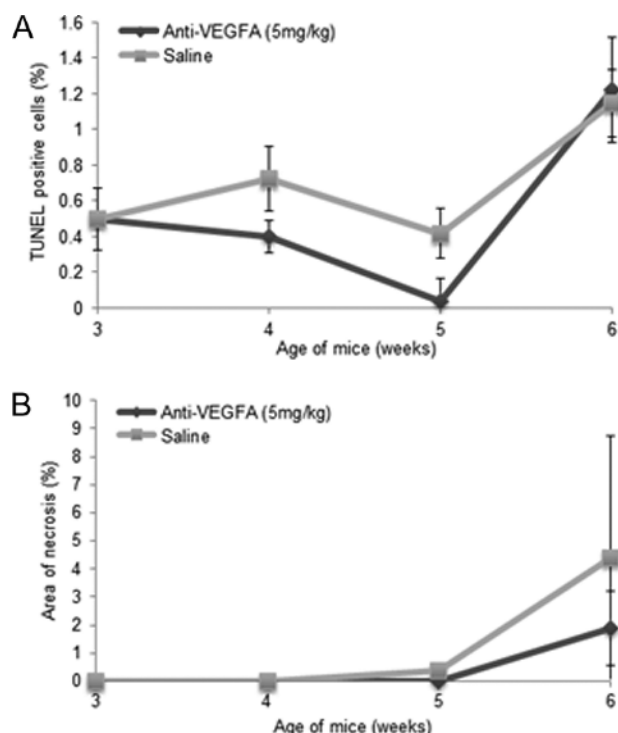 A
Anti-VEGFA (5mg/kg)
Saline
TUNEL positive cells (%)
1.6
1.4
1.2
1
0.8
0.6
0.4
0.2
0
3 4 5 6
Age of mice (weeks)
B
Anti-VEGFA (5mg/kg)
Saline
Area of necrosis (%)
10
9
8
7
6
5
4
3
2
1
0
3 4 5 6
Age of mice (weeks)